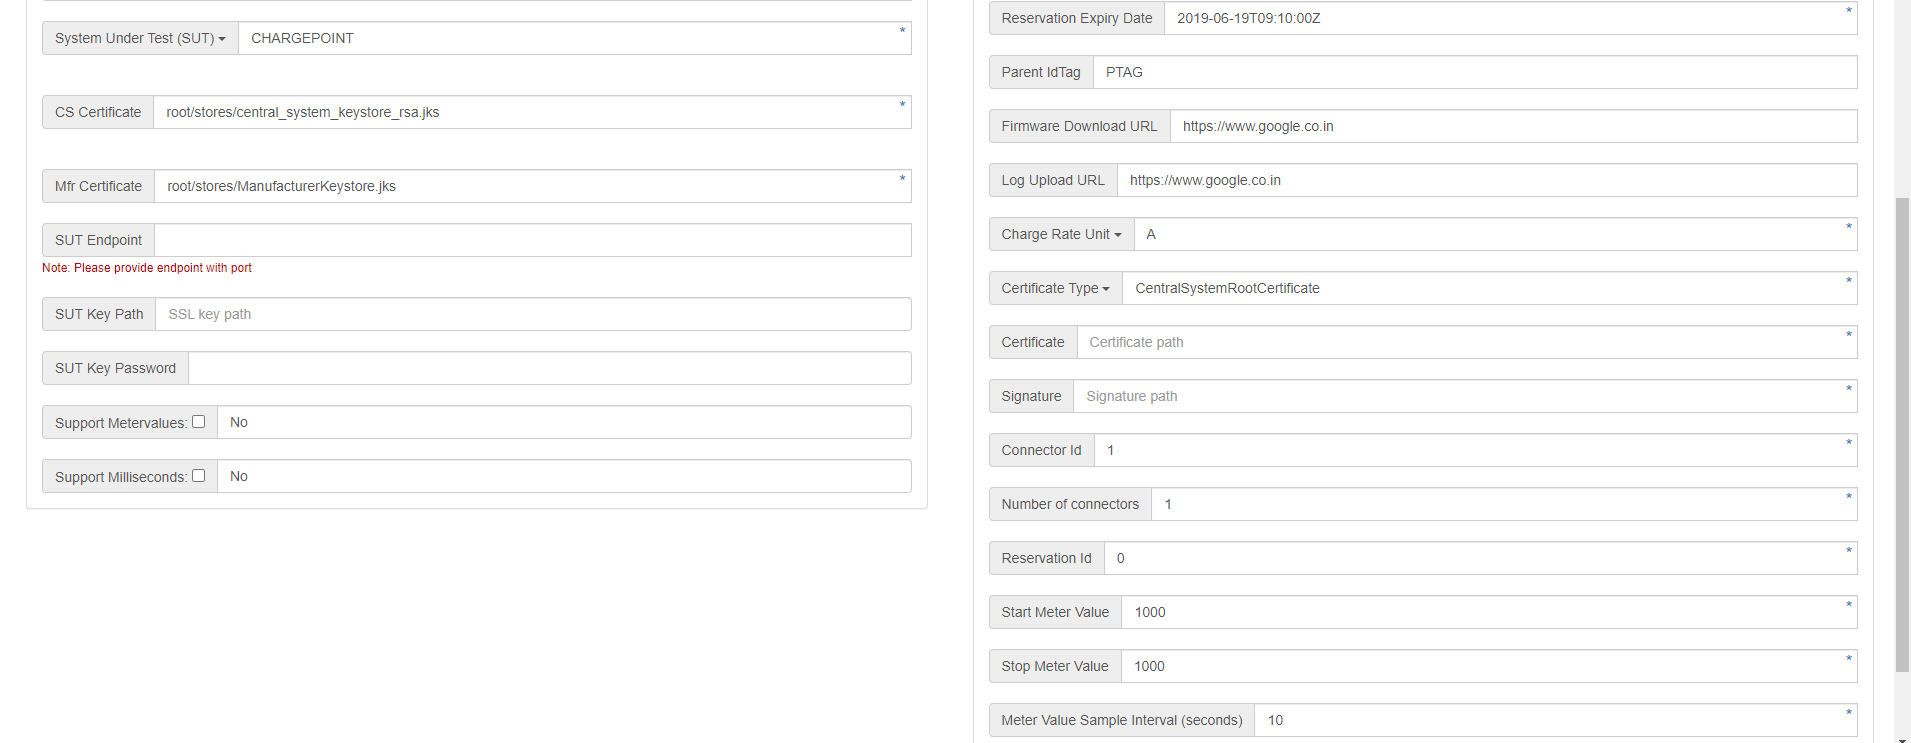 System Under Test (SUT) CHARGEPOINT *
CS Certificate root/stores/central_system_keystore_rsa.jks *
Mfr Certificate root/stores/ManufacturerKeystore.jks *
SUT Endpoint
Note: Please provide endpoint with port
SUT Key Path SSL key path
SUT Key Password
Support Metervalues: No
Support Milliseconds: No
Reservation Expiry Date 2019-06-19T09:10:00Z *
Parent IdTag PTAG
Firmware Download URL https://www.google.co.in
Log Upload URL https://www.google.co.in
Charge Rate Unit A *
Certificate Type CentralSystemRootCertificate *
Certificate Certificate path *
Signature Signature path *
Connector Id 1 *
Number of connectors 1 *
Reservation Id 0 *
Start Meter Value 1000 *
Stop Meter Value 1000 *
Meter Value Sample Interval (seconds) 10 *